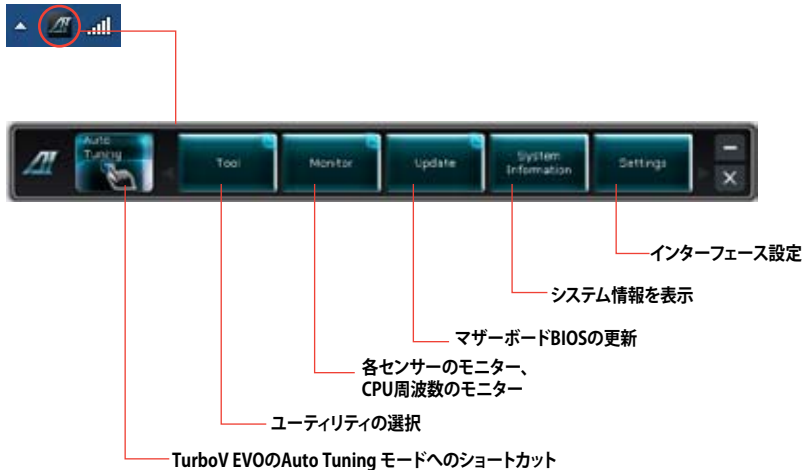 Auto
Tuning
Tool
Monitor
Update
System
Information
Settings
インターフェース設定
システム情報を表示
マザーボードBIOSの更新
各センサーのモニター、
CPU周波数のモニター
ユーティリティの選択
TurboV EVOのAuto Tuning モードへのショートカット